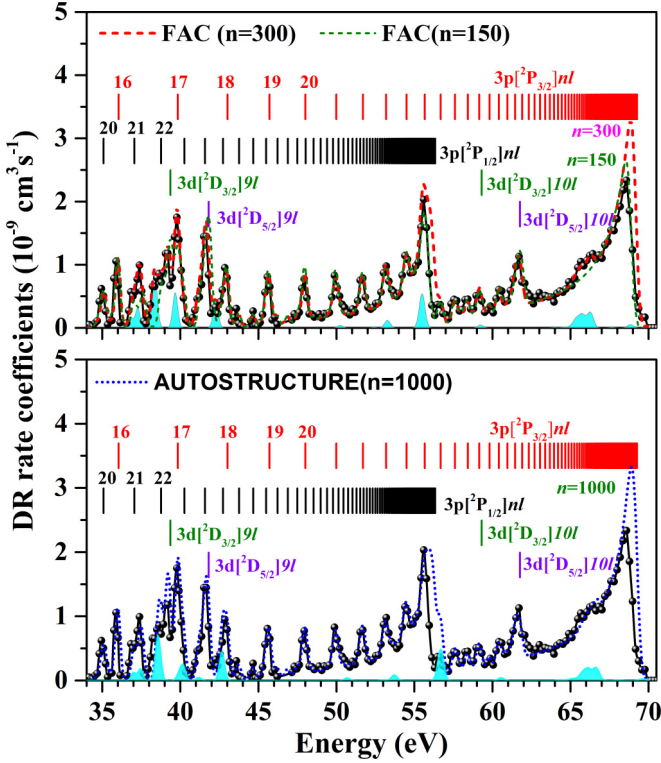 5
FAC (n=300) FAC(n=150)
4
16 17 18 19 20 3p[²P₃/₂]nl
3
20 21 22 3p[²P₁/₂]nl n=300
n=150
2
3d[²D₃/₂]9l 3d[²D₃/₂]10l
3d[²D₅/₂]9l 3d[²D₅/₂]10l
1
0
DR rate coefficients (10⁻⁹ cm³s⁻¹)
5
AUTOSTRUCTURE(n=1000)
4
16 17 18 19 20 3p[²P₃/₂]nl
3
20 21 22 3p[²P₁/₂]nl n=1000
2
3d[²D₃/₂]9l 3d[²D₃/₂]10l
3d[²D₅/₂]9l 3d[²D₅/₂]10l
1
0
35 40 45 50 55 60 65 70
Energy (eV)